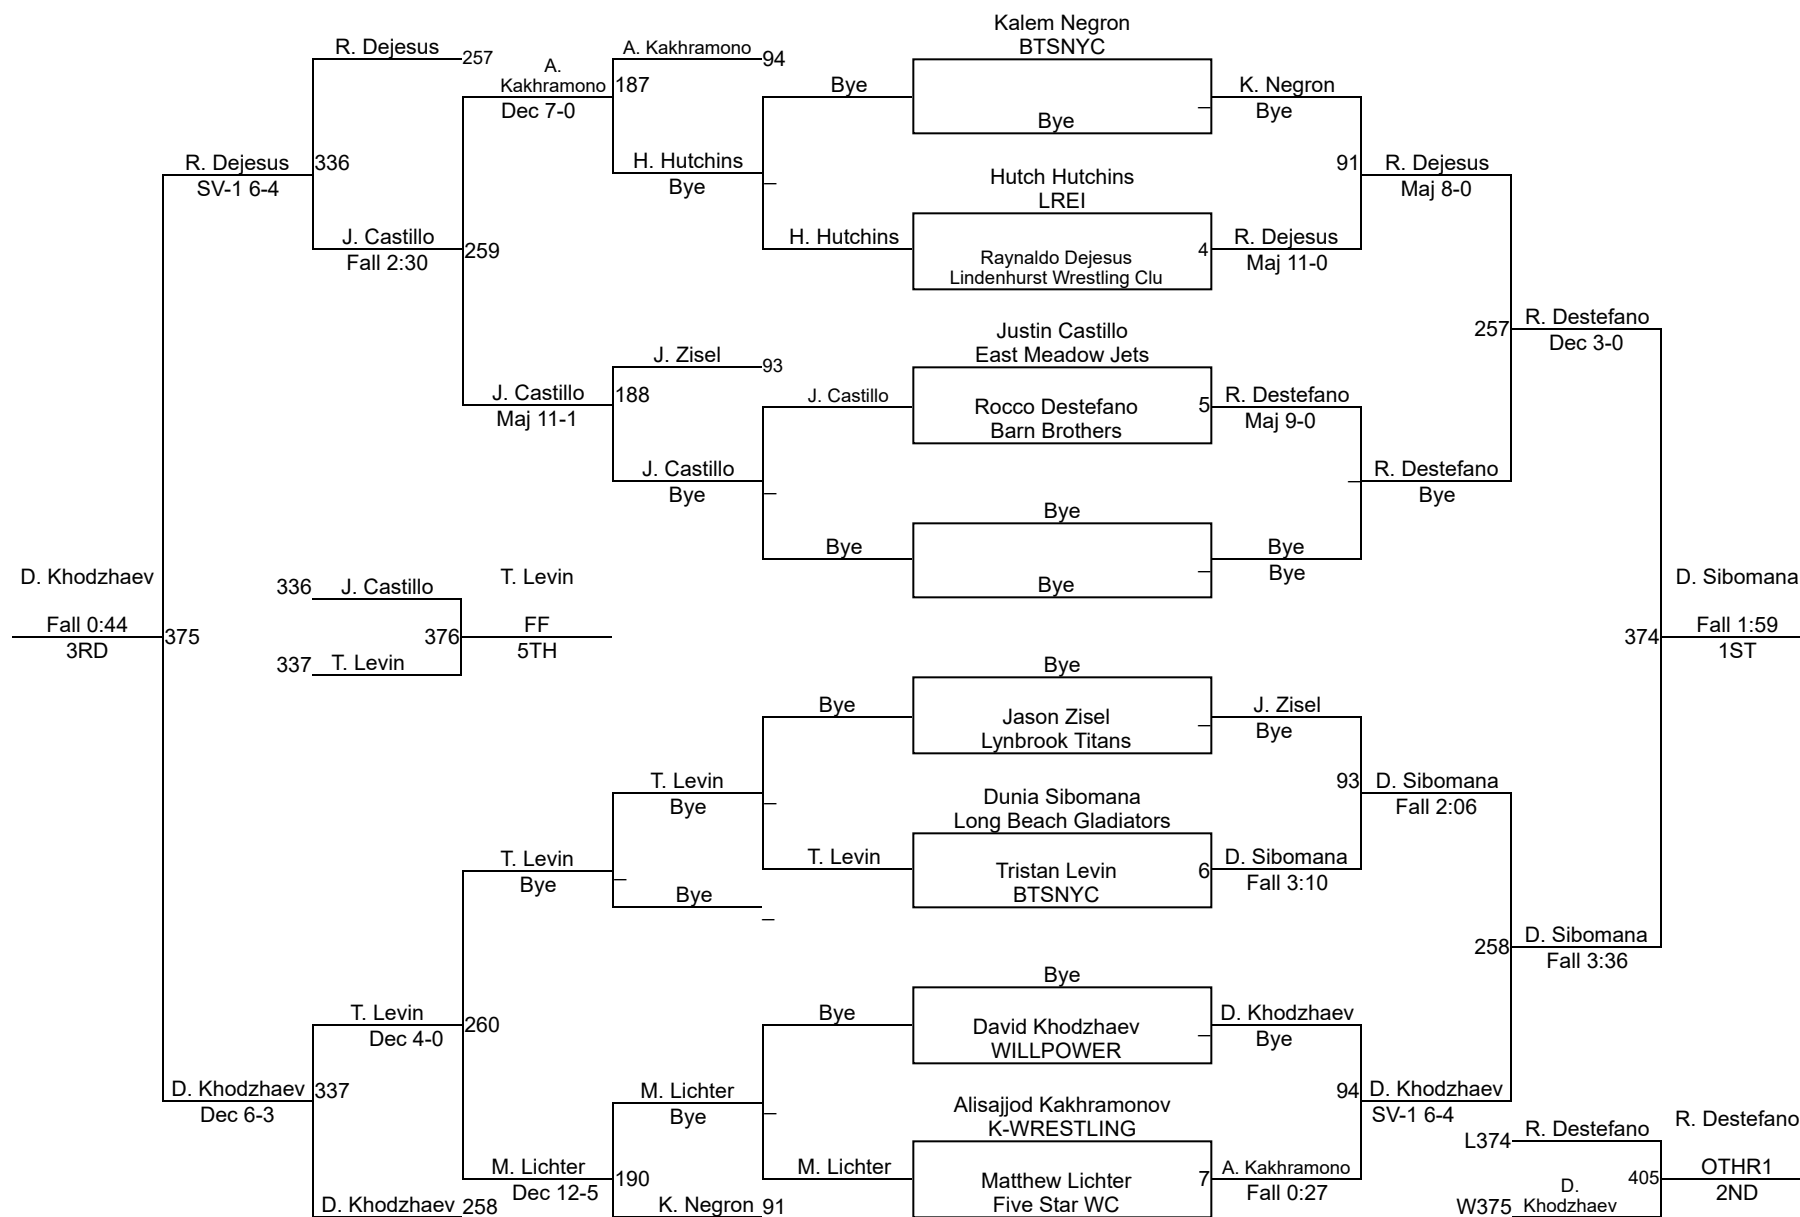 Kalem Negron
BTSNYC
Bye
Hutch Hutchins
LREI
Raynaldo Dejesus
Lindenhurst Wrestling Clu
4
Justin Castillo
East Meadow Jets
Rocco Destefano
Barn Brothers
5
Bye
Bye
Bye
Jason Zisel
Lynbrook Titans
Dunia Sibomana
Long Beach Gladiators
Tristan Levin
BTSNYC
6
Bye
David Khodzhaev
WILLPOWER
Alisajjod Kakhramonov
K-WRESTLING
Matthew Lichter
Five Star WC
7
K. Negron
Bye
91
R. Dejesus
Maj 11-0
R. Destefano
Maj 9-0
Bye
Bye
J. Zisel
Bye
93
D. Sibomana
Fall 3:10
D. Khodzhaev
Bye
94
A. Kakhramono
Fall 0:27
R. Dejesus
Maj 8-0
257
R. Destefano
Bye
D. Sibomana
Fall 2:06
258
D. Khodzhaev
SV-1 6-4
R. Destefano
Dec 3-0
374
D. Sibomana
Fall 3:36
D. Sibomana
Fall 1:59
1ST
L374
R. Destefano
W375
D.
Khodzhaev
405
R. Destefano
OTHR1
2ND
Bye
H. Hutchins
J. Castillo
Bye
Bye
T. Levin
Bye
M. Lichter
A. Kakhramono
94
187
H. Hutchins
Bye
J. Zisel
93
188
J. Castillo
Bye
T. Levin
Bye
Bye
M. Lichter
Bye
190
K. Negron
91
A.
Kakhramono
Dec 7-0
259
J. Castillo
Maj 11-1
T. Levin
Bye
260
M. Lichter
Dec 12-5
R. Dejesus
257
336
J. Castillo
Fall 2:30
T. Levin
Dec 4-0
337
D. Khodzhaev
258
R. Dejesus
SV-1 6-4
375
D. Khodzhaev
Dec 6-3
D. Khodzhaev
Fall 0:44
3RD
336
J. Castillo
337
T. Levin
376
T. Levin
FF
5TH